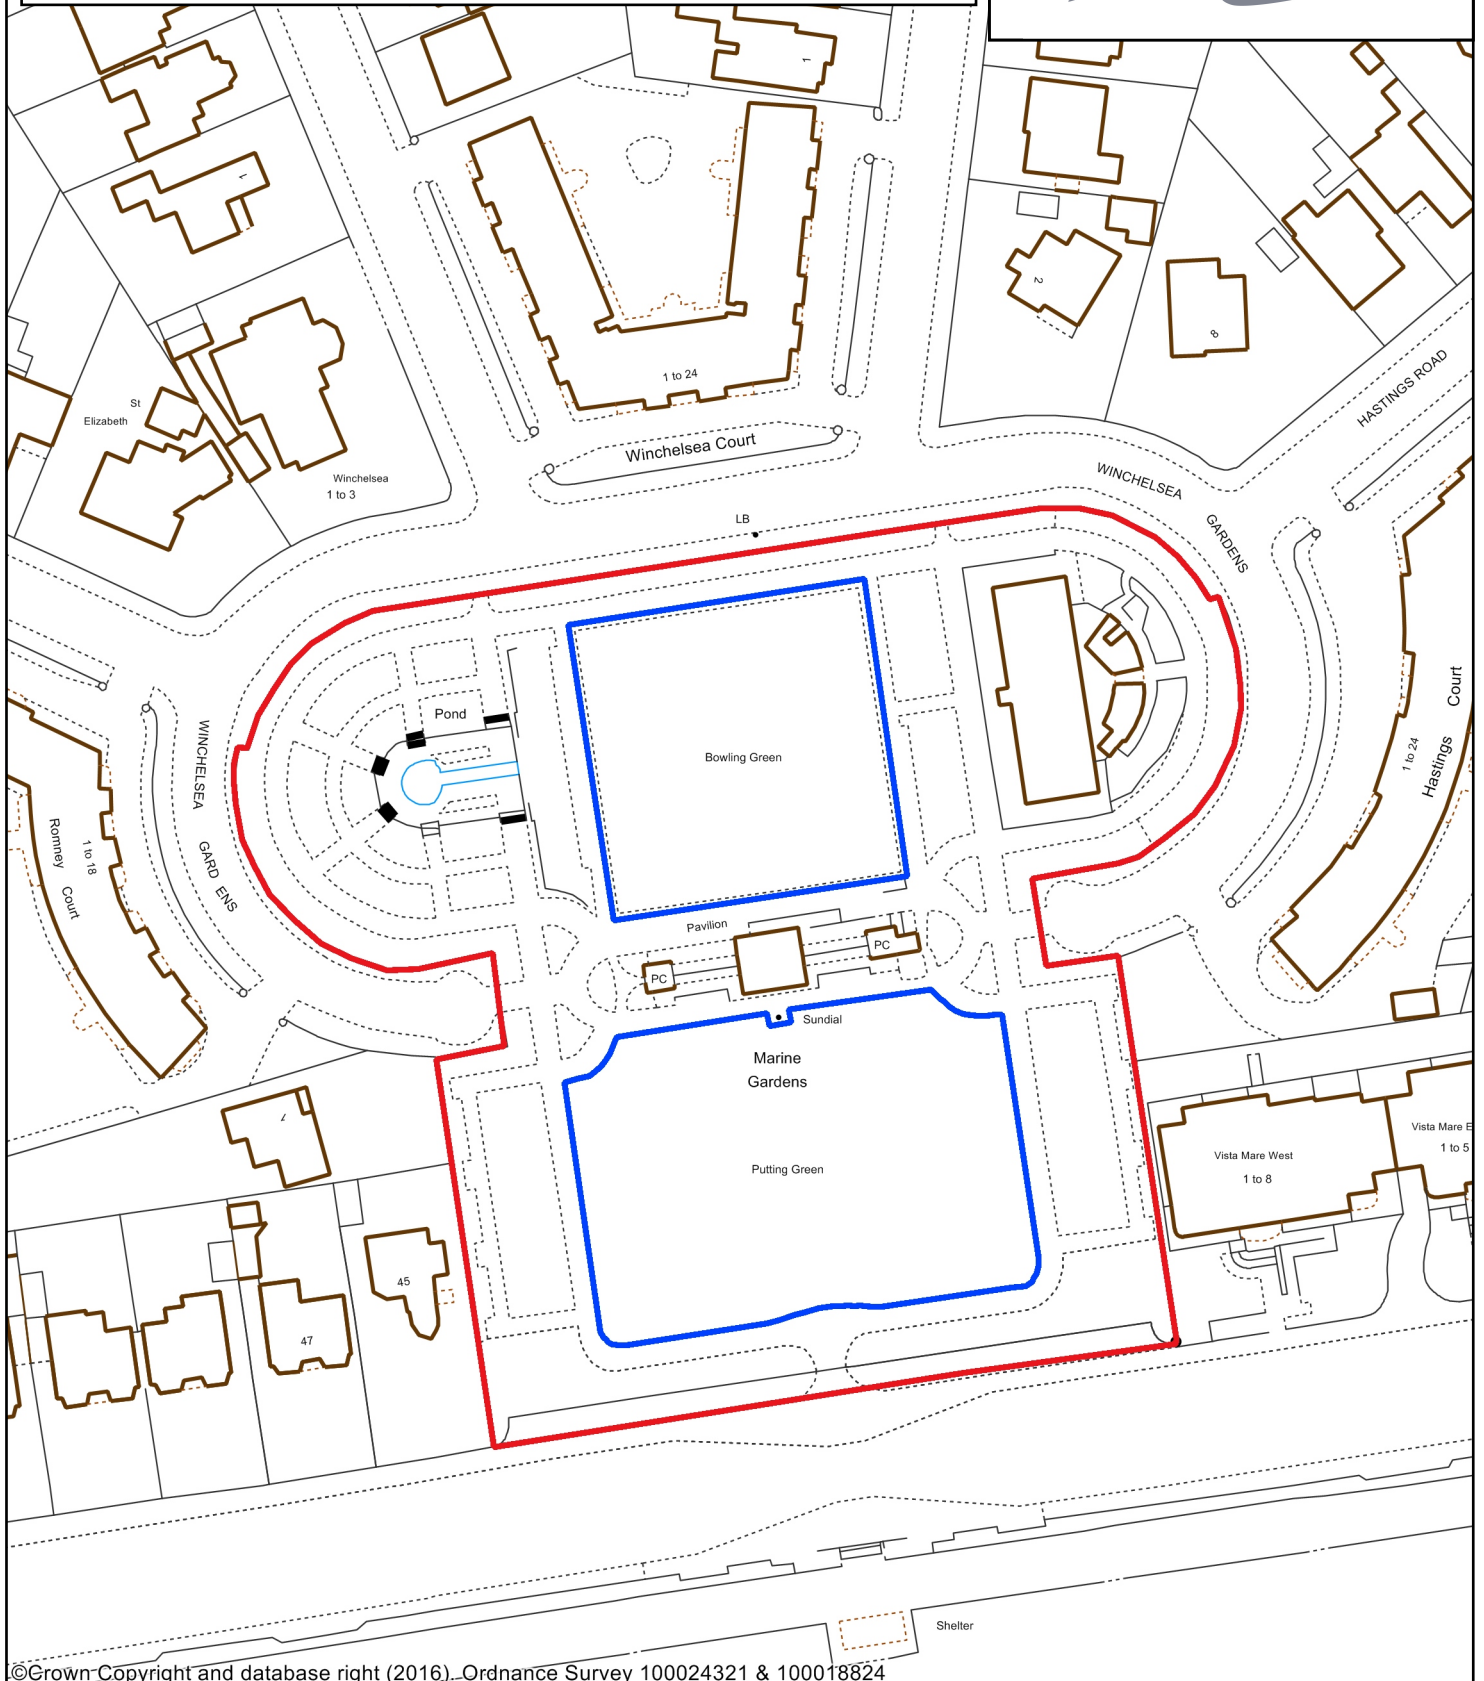 1
1
2
8
HASTINGS ROAD
1 to 24
St
Elizabeth
Winchelsea Court
Winchelsea
1 to 3
WINCHELSEA
GARDENS
LB
Court
Hastings
1 to 24
Pond
WINCHELSEA
GARD ENS
Bowling Green
Romney
Court
1 to 18
Pavilion
PC
PC
Sundial
Marine
Gardens
Putting Green
Vista Mare West
1 to 8
Vista Mare E
1 to 5
45
47
Shelter
©Crown Copyright and database right (2016). Ordnance Survey 100024321 & 100018824